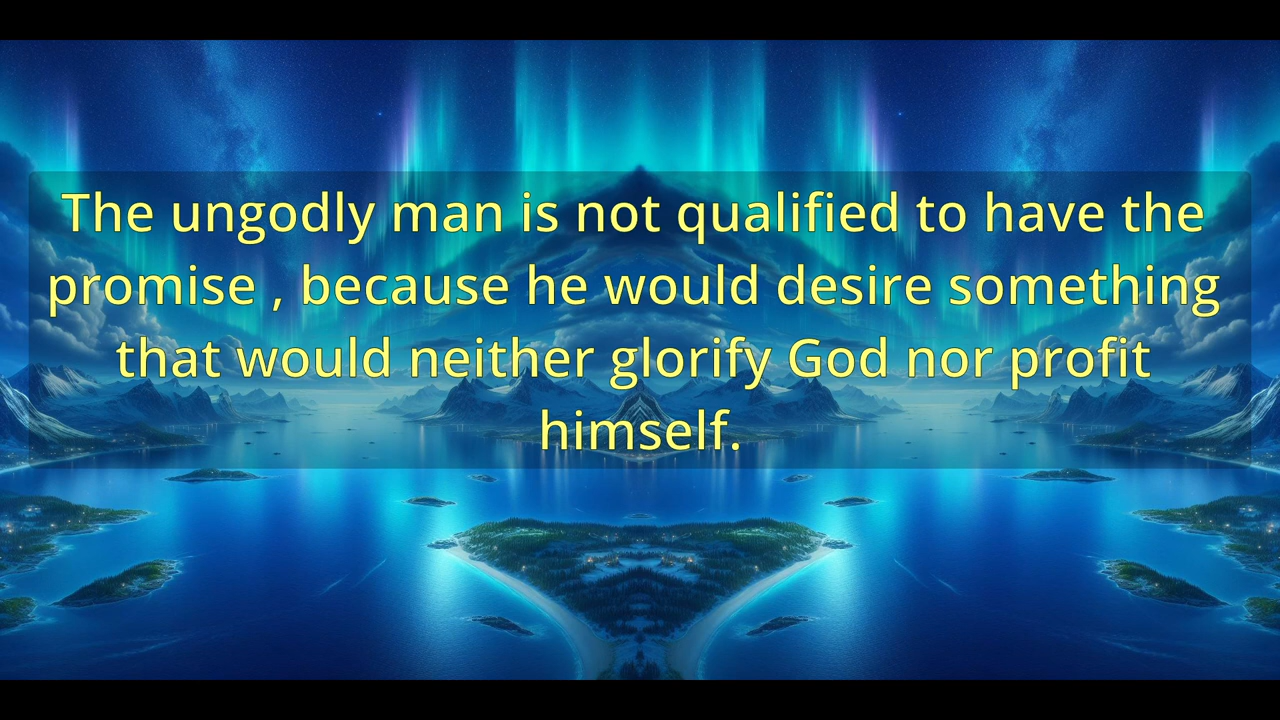 The ungodly man is not qualified to have the
promise , because he would desire something
that would neither glorify God nor profit
himself.